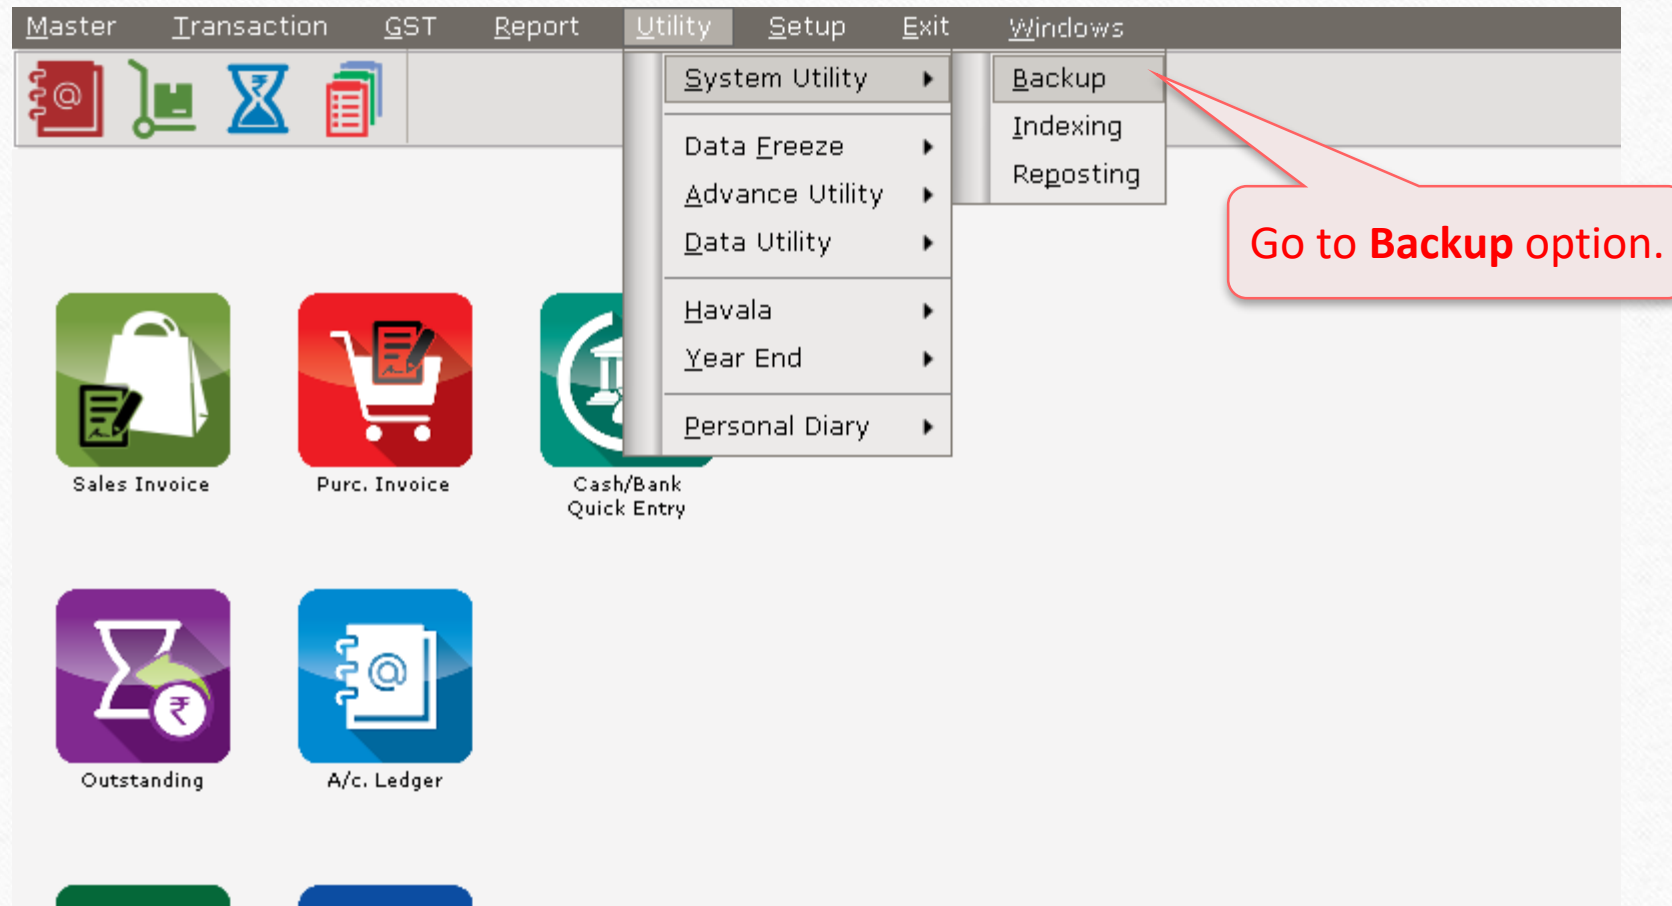 Master Transaction GST Report Utility Setup Exit Windows
System Utility
Data Freeze
Advance Utility
Data Utility
Havala
Year End
Personal Diary
Backup
Indexing
Reposting
Go to Backup option.
Sales Invoice
Purc. Invoice
Cash/Bank
Quick Entry
Outstanding
A/c. Ledger